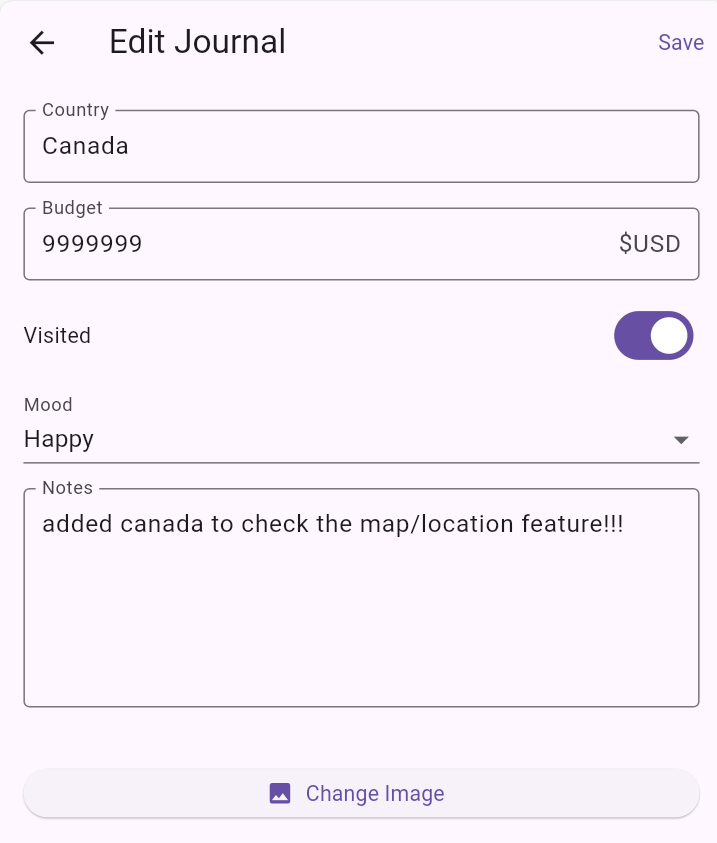 Edit Journal
Save
Country
Canada
Budget
9999999 $USD
Visited
Mood
Happy
Notes
added canada to check the map/location feature!!!
Change Image